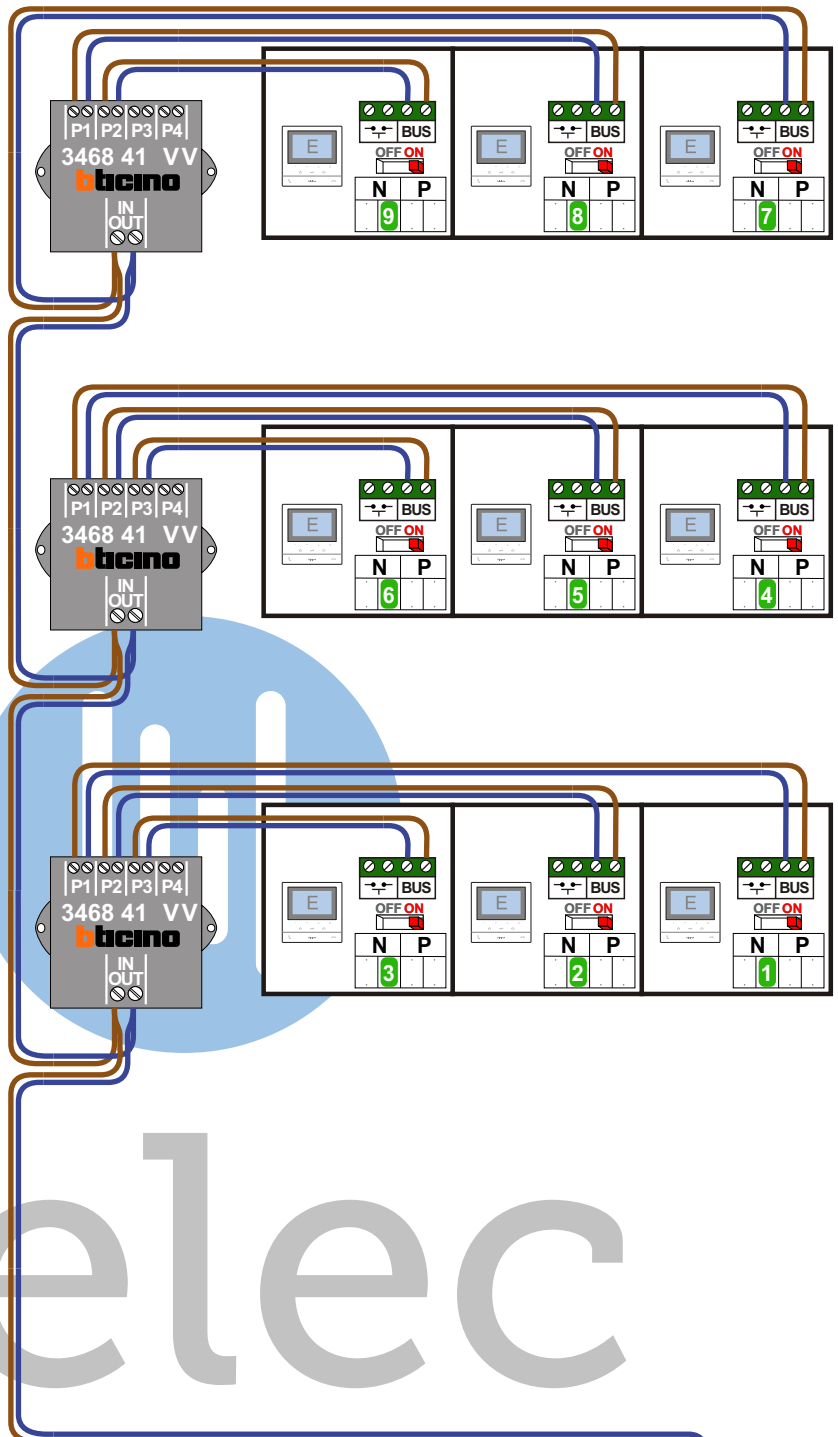 P1 P2 P3 P4
3468 41 VV
bticino
IN
OUT
E
BUS
OFF ON
N P
9
E
BUS
OFF ON
N P
8
E
BUS
OFF ON
N P
7
P1 P2 P3 P4
3468 41 VV
bticino
IN
OUT
E
BUS
OFF ON
N P
6
E
BUS
OFF ON
N P
5
E
BUS
OFF ON
N P
4
P1 P2 P3 P4
3468 41 VV
bticino
IN
OUT
E
BUS
OFF ON
N P
3
E
BUS
OFF ON
N P
2
E
BUS
OFF ON
N P
1
elec